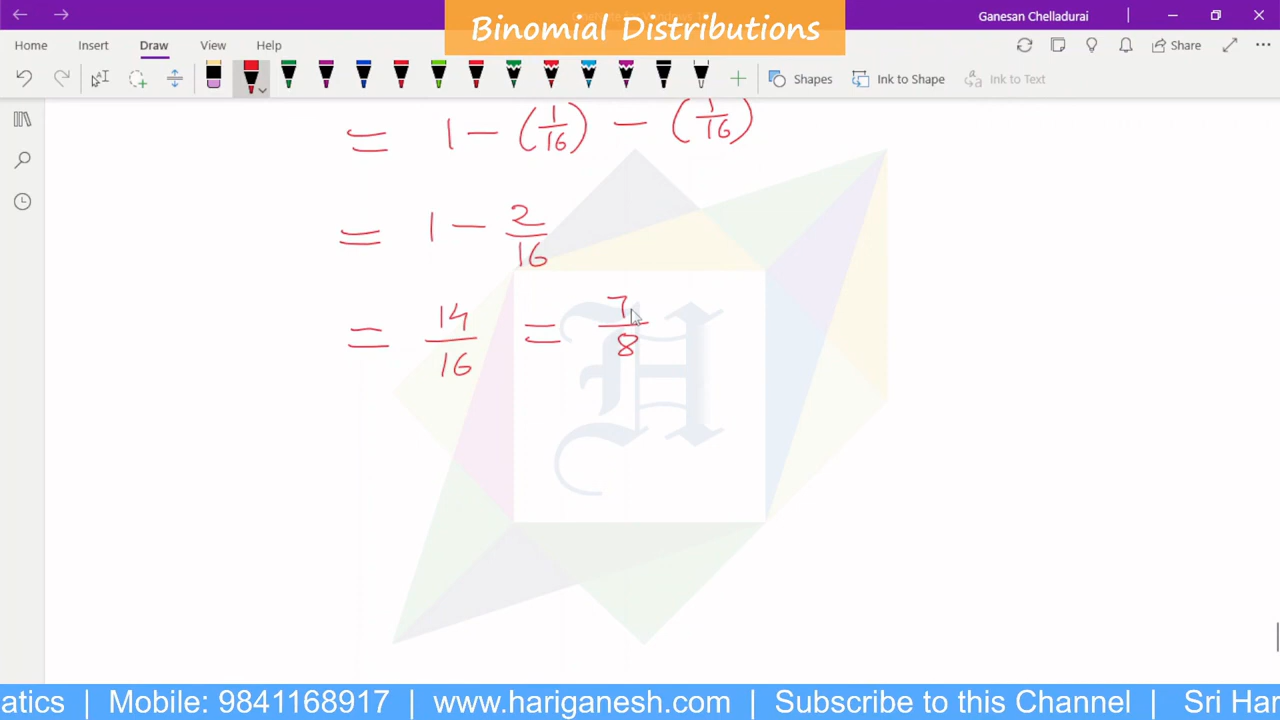 Binomial Distributions
Ganesan Chelladurai
Home Insert Draw View Help
Share
Shapes Ink to Shape Ink to Text
= 1 - (1/16) - (1/16)
= 1 - 2/16
= 14/16 = 7/8
H
atics | Mobile: 9841168917 | www.hariganesh.com | Subscribe to this Channel | Sri Har